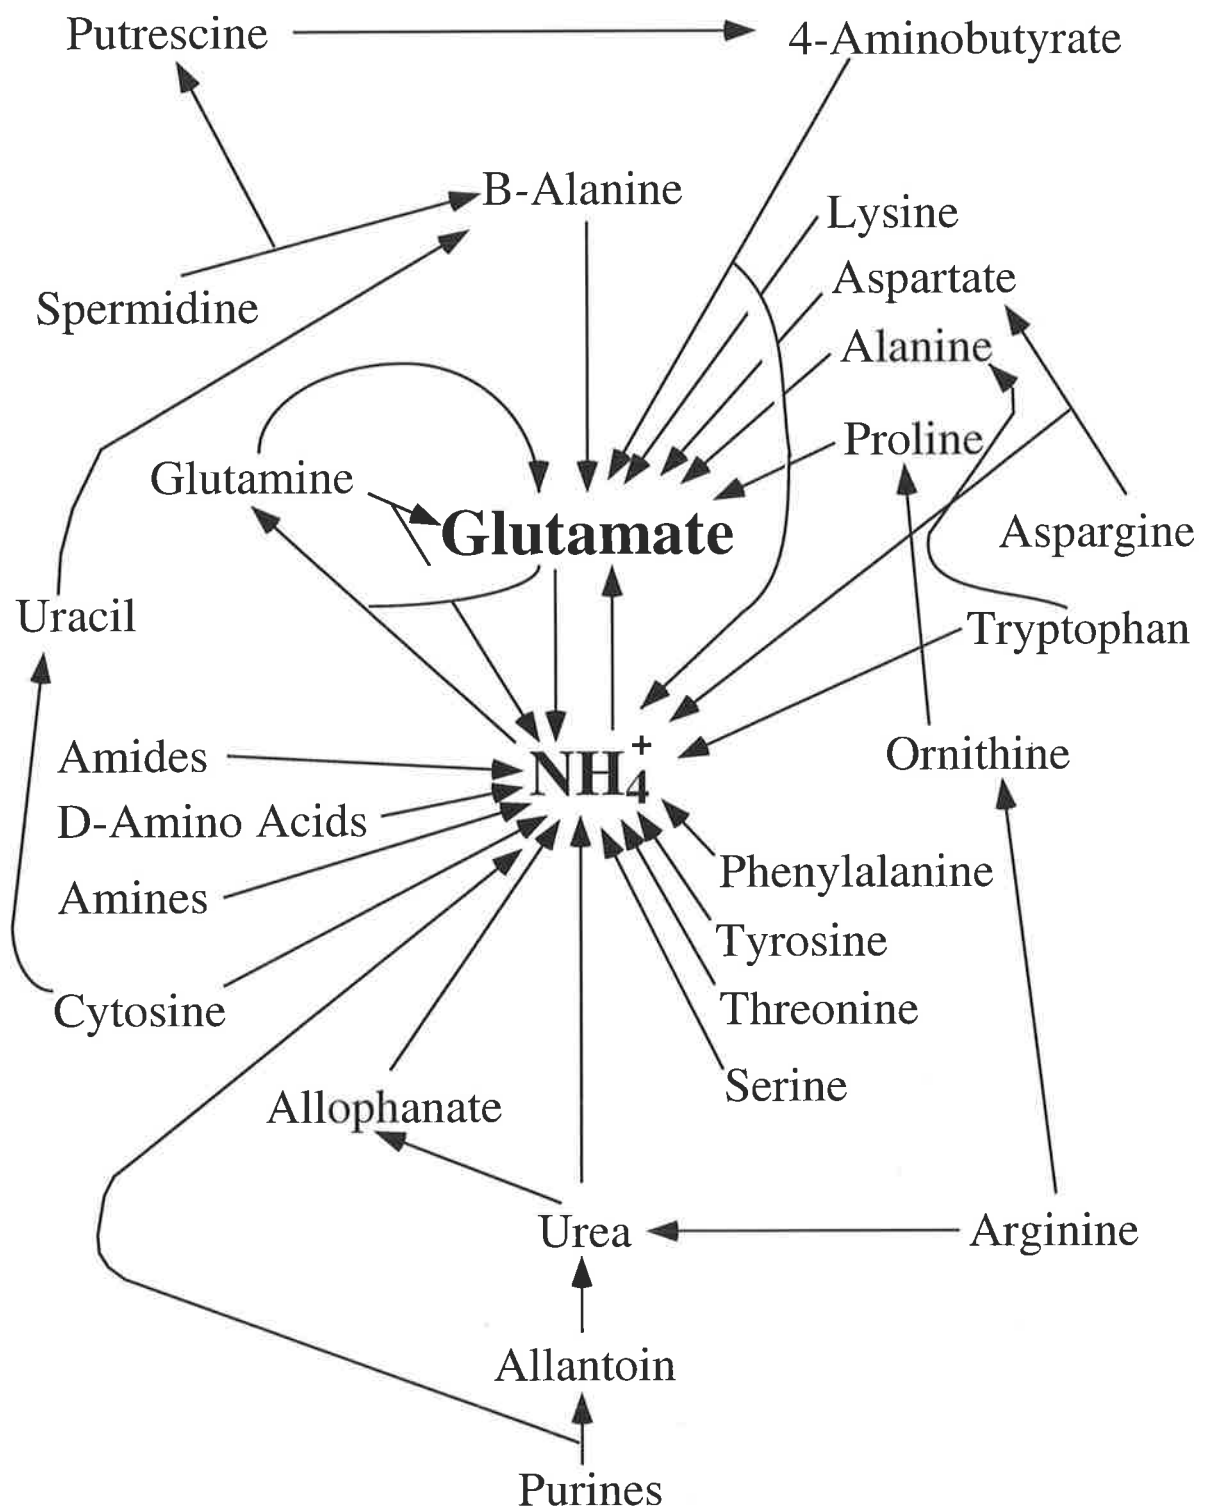 Putrescine
4-Aminobutyrate
B-Alanine
Lysine
Aspartate
Spermidine
Alanine
Proline
Glutamine
Glutamate
Aspargine
Uracil
Tryptophan
NH4+
Ornithine
Amides
D-Amino Acids
Phenylalanine
Amines
Tyrosine
Cytosine
Threonine
Serine
Allophanate
Urea
Arginine
Allantoin
Purines